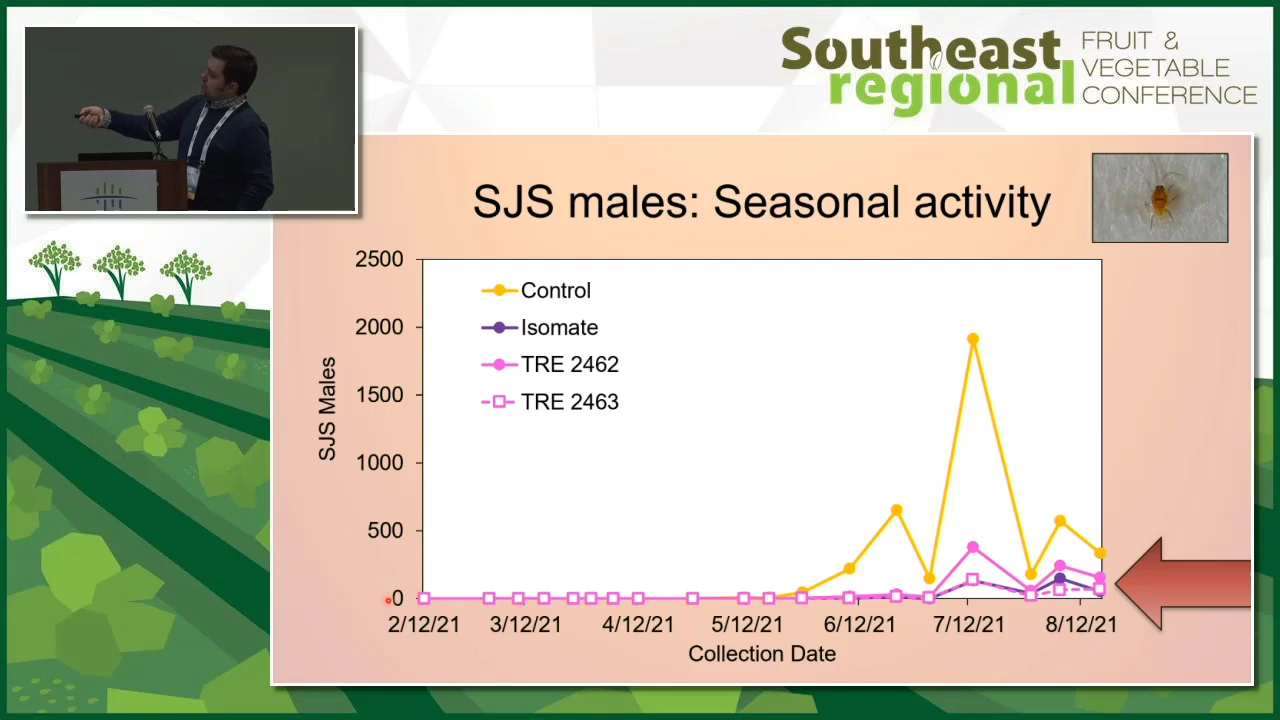 Southeast
regional
FRUIT &
VEGETABLE
CONFERENCE
SJS males: Seasonal activity
2500
2000
1500
1000
500
0
SJS Males
Control
Isomate
TRE 2462
TRE 2463
2/12/21 3/12/21 4/12/21 5/12/21 6/12/21 7/12/21 8/12/21
Collection Date